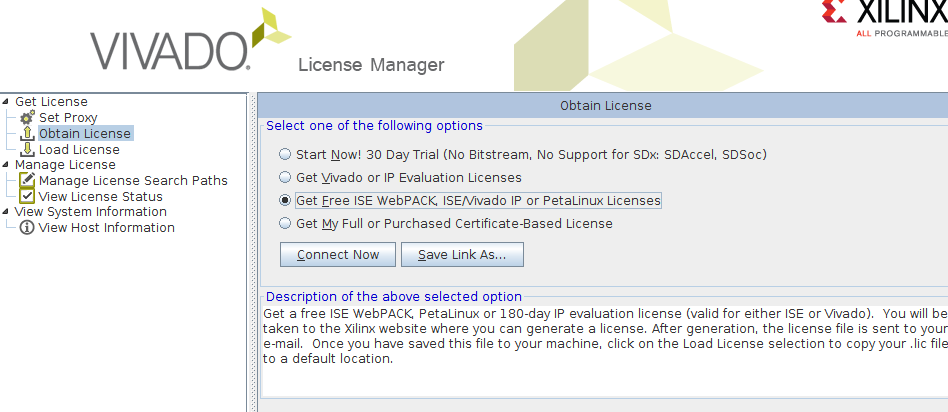 VIVADO.
License Manager
XILINX
ALL PROGRAMMABLE
Get License
Set Proxy
Obtain License
Load License
Manage License
Manage License Search Paths
View License Status
View System Information
View Host Information
Obtain License
Select one of the following options
Start Now! 30 Day Trial (No Bitstream, No Support for SDx: SDAccel, SDSoc)
Get Vivado or IP Evaluation Licenses
Get Free ISE WebPACK, ISE/Vivado IP or PetaLinux Licenses
Get My Full or Purchased Certificate-Based License
Connect Now
Save Link As...
Description of the above selected option
Get a free ISE WebPACK, PetaLinux or 180-day IP evaluation license (valid for either ISE or Vivado). You will be
taken to the Xilinx website where you can generate a license. After generation, the license file is sent to your
e-mail. Once you have saved this file to your machine, click on the Load License selection to copy your .lic file
to a default location.